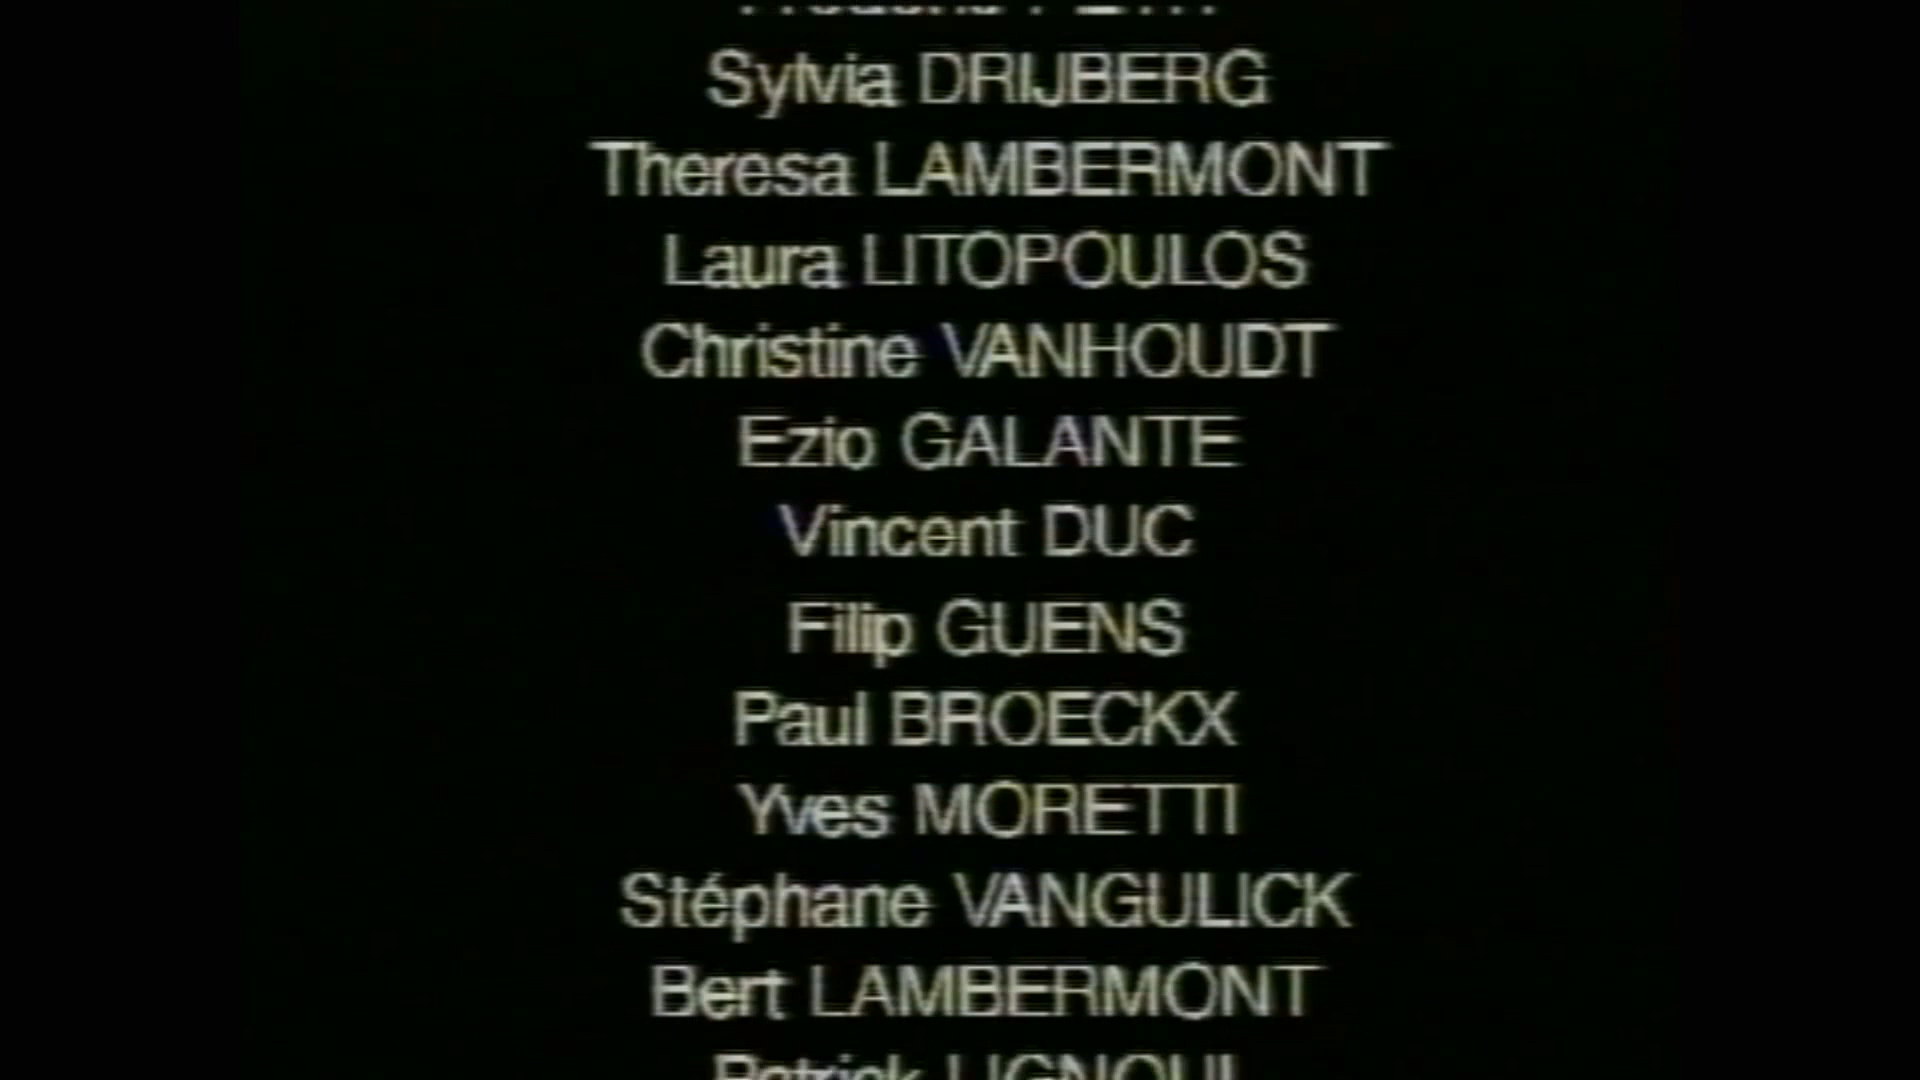 Sylvia DRIJBERG
Theresa LAMBERMONT
Laura LITOPOULOS
Christine VANHOUDT
Ezio GALANTE
Vincent DUC
Filip GUENS
Paul BROECKX
Yves MORETTI
Stéphane VANGULICK
Bert LAMBERMONT
Patrick